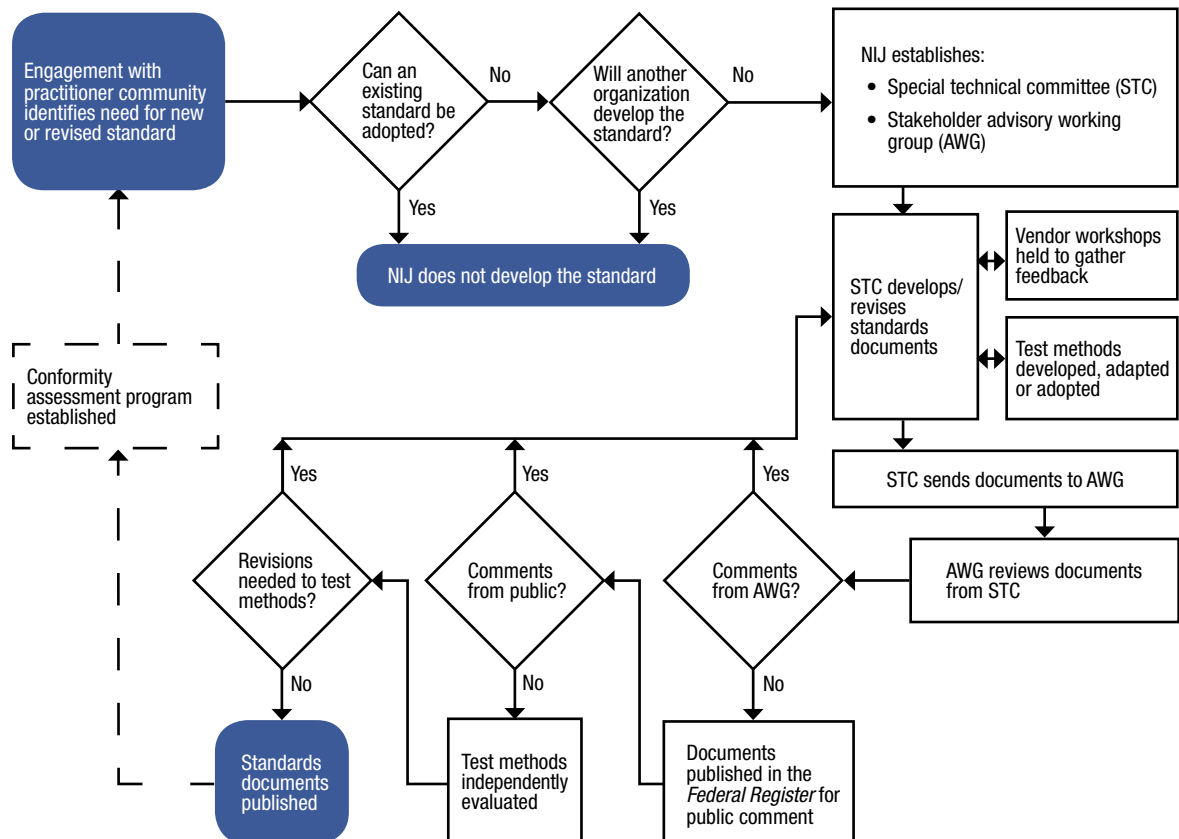 Engagement with
practitioner community
identifies need for new
or revised standard
Can an
existing
standard be
adopted?
No
Yes
Will another
organization
develop the
standard?
No
Yes
NIJ does not develop the standard
NIJ establishes:
• Special technical committee (STC)
• Stakeholder advisory working
group (AWG)
STC develops/
revises
standards
documents
Vendor workshops
held to gather
feedback
Test methods
developed, adapted
or adopted
STC sends documents to AWG
AWG reviews documents
from STC
Comments
from AWG?
Yes
No
Documents
published in the
Federal Register for
public comment
Comments
from public?
Yes
No
Test methods
independently
evaluated
Revisions
needed to test
methods?
Yes
No
Standards
documents
published
Conformity
assessment program
established